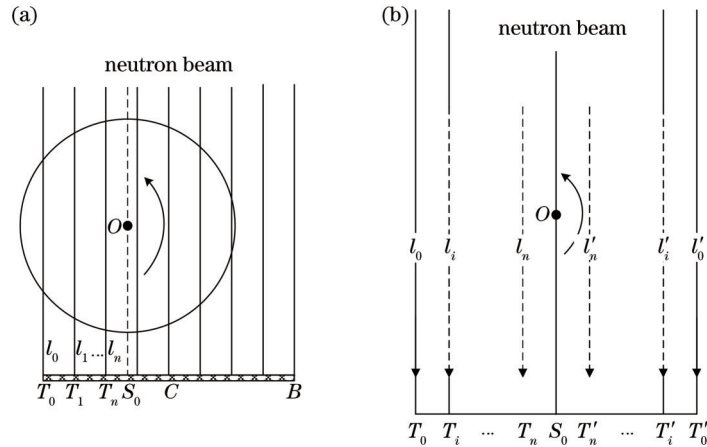 (a)
neutron beam
O
l₀ l₁ ... lₙ
T₀ T₁ Tₙ S₀ C B
(b)
neutron beam
O
l₀ lᵢ lₙ l′ₙ l′ᵢ l′₀
T₀ Tᵢ ... Tₙ S₀ T′ₙ ... T′ᵢ T′₀